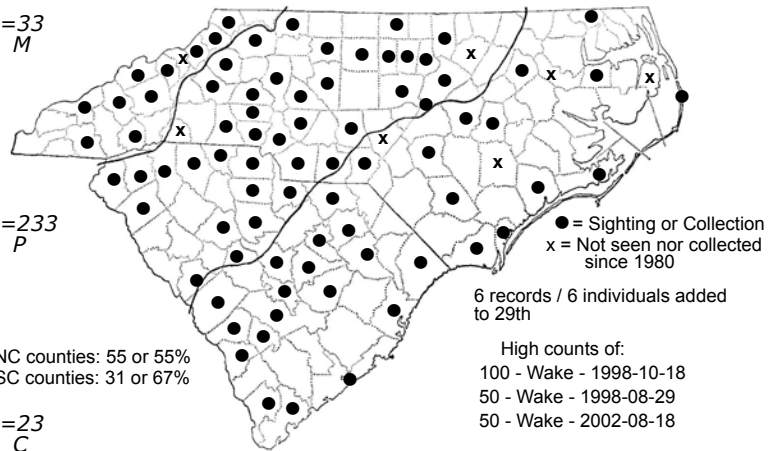 =33
M
=233
P
=23
C
● = Sighting or Collection
x = Not seen nor collected
since 1980
6 records / 6 individuals added
to 29th
NC counties: 55 or 55%
SC counties: 31 or 67%
High counts of:
100 - Wake - 1998-10-18
50 - Wake - 1998-08-29
50 - Wake - 2002-08-18
x
x
x
x
x
x
x